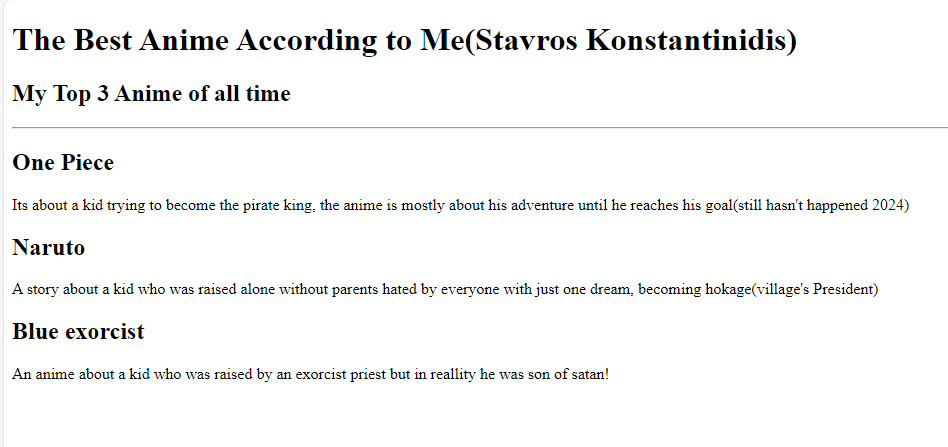 The Best Anime According to Me(Stavros Konstantinidis)
My Top 3 Anime of all time
One Piece
Its about a kid trying to become the pirate king, the anime is mostly about his adventure until he reaches his goal(still hasn't happened 2024)
Naruto
A story about a kid who was raised alone without parents hated by everyone with just one dream, becoming hokage(village's President)
Blue exorcist
An anime about a kid who was raised by an exorcist priest but in reallity he was son of satan!